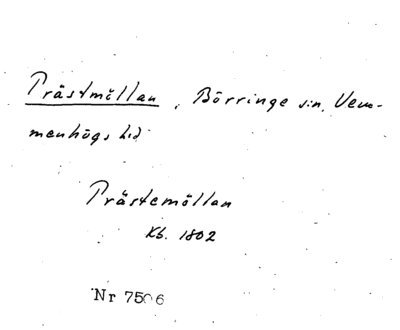 Prästmöllan, Börringe sn, Vem-
menhögs hd
Prästemöllan
Kb. 1802
Nr 7506